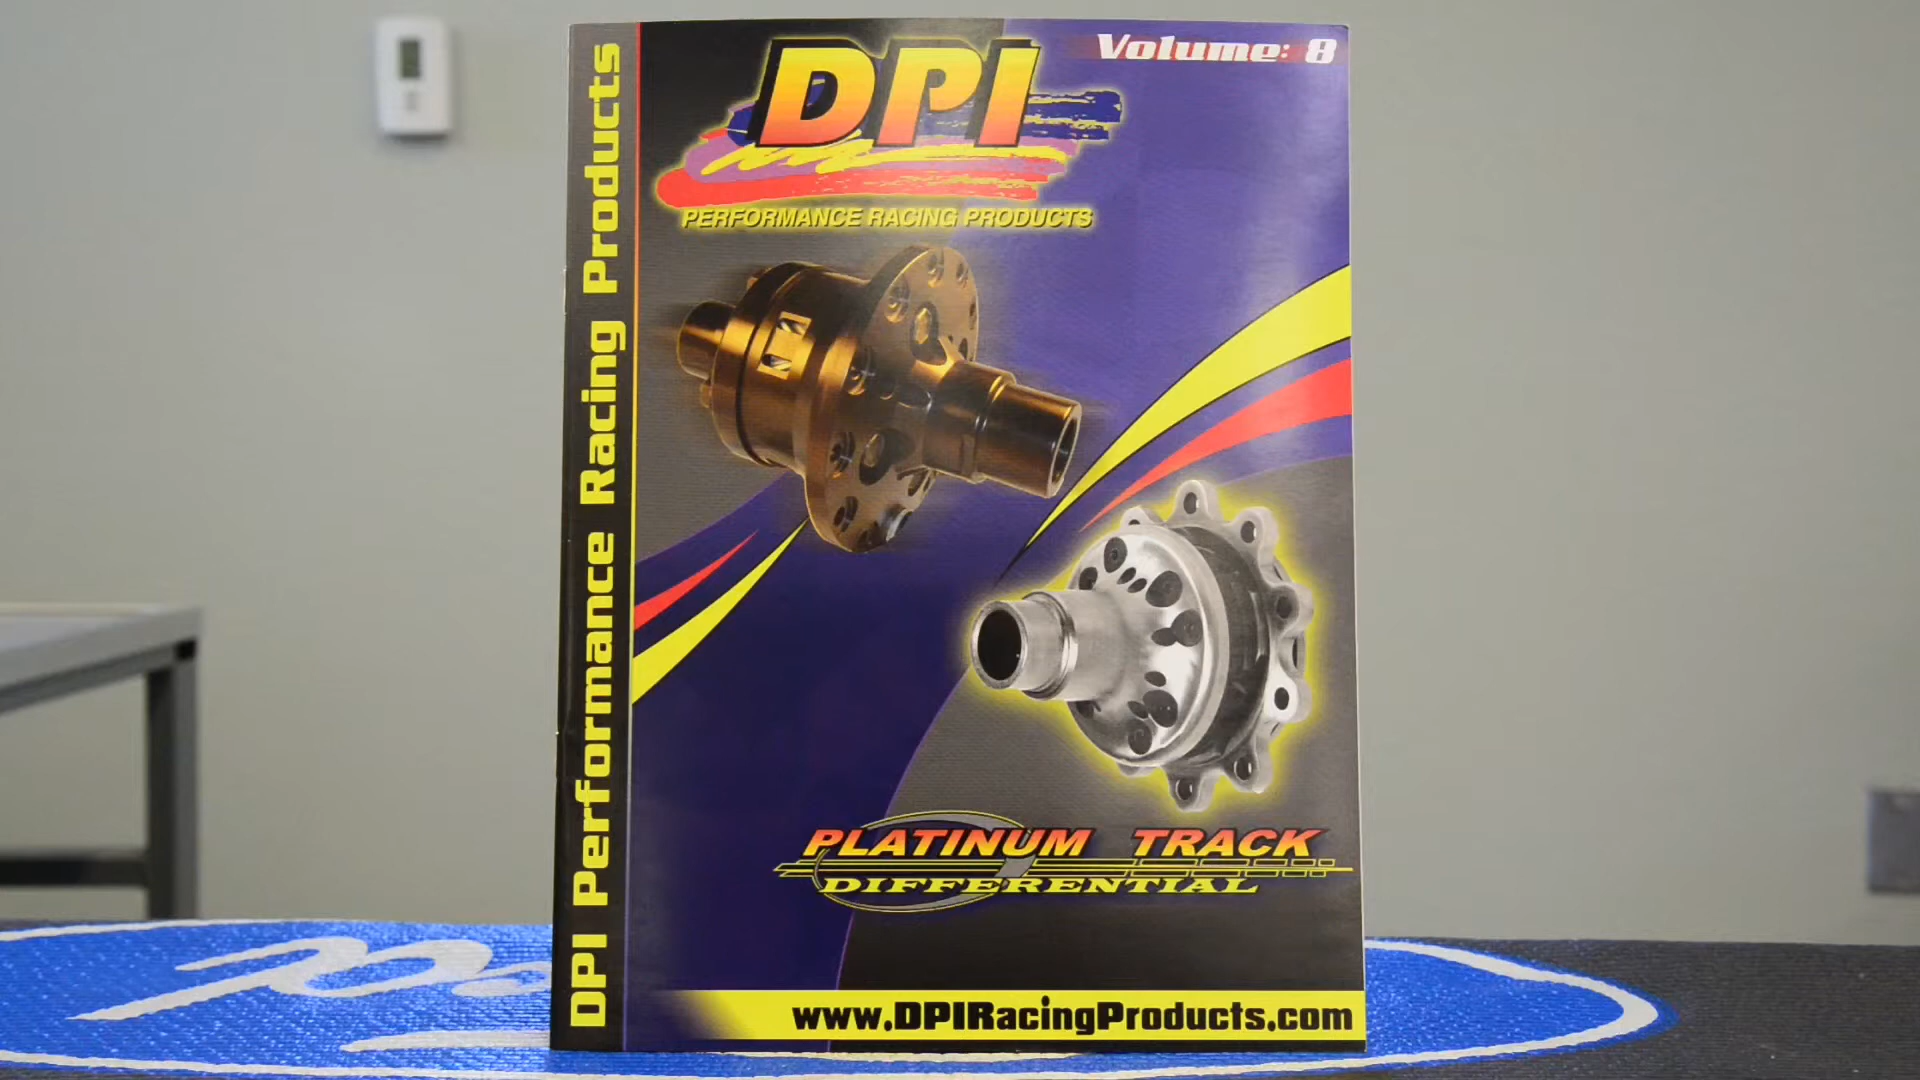 DPI Performance Racing Products
Volume: 8
DPI
PERFORMANCE RACING PRODUCTS
PLATINUM TRACK
DIFFERENTIAL
www.DPIRacingProducts.com